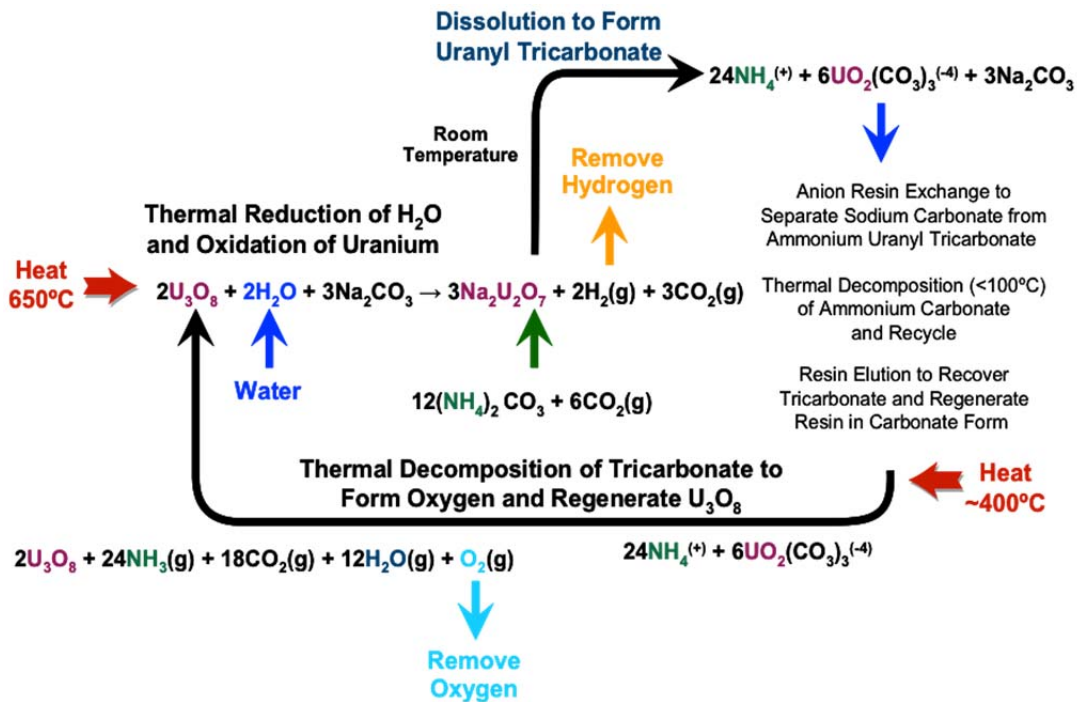 Dissolution to Form
Uranyl Tricarbonate
24NH₄⁽⁺⁾ + 6UO₂(CO₃)₃⁽⁻⁴⁾ + 3Na₂CO₃
Room
Temperature
Remove
Hydrogen
Anion Resin Exchange to
Separate Sodium Carbonate from
Ammonium Uranyl Tricarbonate
Thermal Reduction of H₂O
and Oxidation of Uranium
Heat
650ºC
2U₃O₈ + 2H₂O + 3Na₂CO₃ → 3Na₂U₂O₇ + 2H₂(g) + 3CO₂(g)
Thermal Decomposition (<100ºC)
of Ammonium Carbonate
and Recycle
Water
12(NH₄)₂ CO₃ + 6CO₂(g)
Resin Elution to Recover
Tricarbonate and Regenerate
Resin in Carbonate Form
Thermal Decomposition of Tricarbonate to
Form Oxygen and Regenerate U₃O₈
Heat
~400ºC
2U₃O₈ + 24NH₃(g) + 18CO₂(g) + 12H₂O(g) + O₂(g)
24NH₄⁽⁺⁾ + 6UO₂(CO₃)₃⁽⁻⁴⁾
Remove
Oxygen